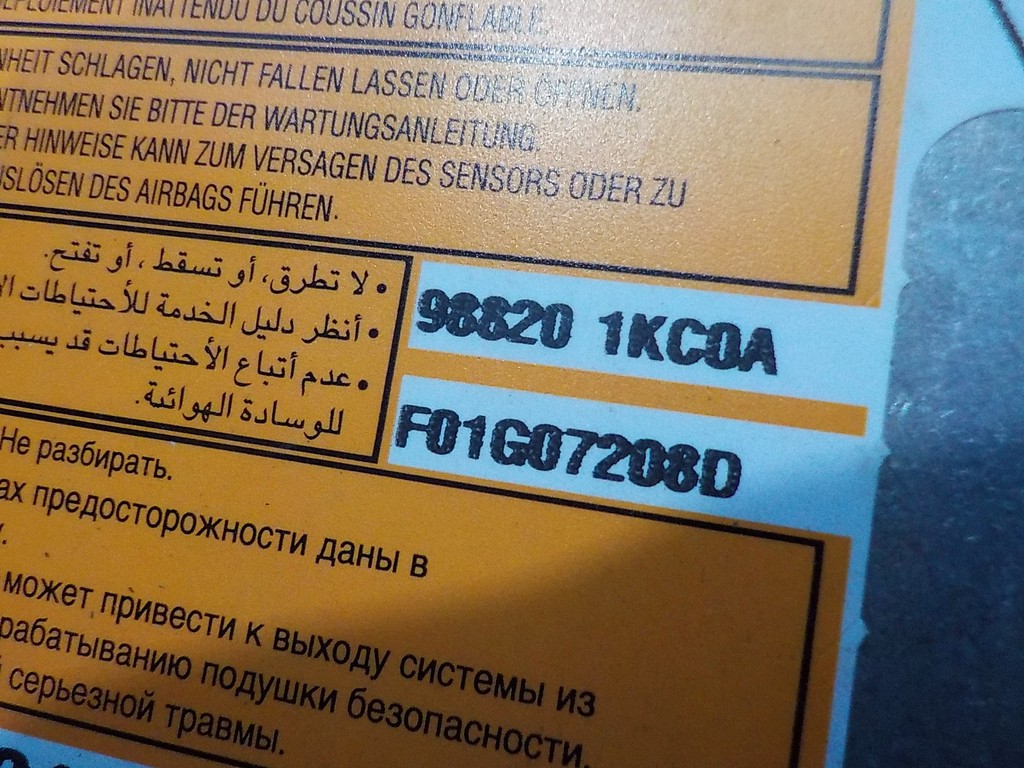 DÉPLOIEMENT INATTENDU DU COUSSIN GONFLABLE.
NHEIT SCHLAGEN, NICHT FALLEN LASSEN ODER ÖFFNEN.
NTNEHMEN SIE BITTE DER WARTUNGSANLEITUNG.
ER HINWEISE KANN ZUM VERSAGEN DES SENSORS ODER ZU
SLÖSEN DES AIRBAGS FÜHREN.
• لا تطرق، أو تسقط ، أو تفتح.
• أنظر دليل الخدمة للأحتياطات
• عدم أتباع الأحتياطات قد يسبب
للوسادة الهوائية.
98820 1KC0A
F01G07208D
Не разбирать.
ах предосторожности даны в
может привести к выходу системы из
рабатыванию подушки безопасности.
й серьезной травмы.